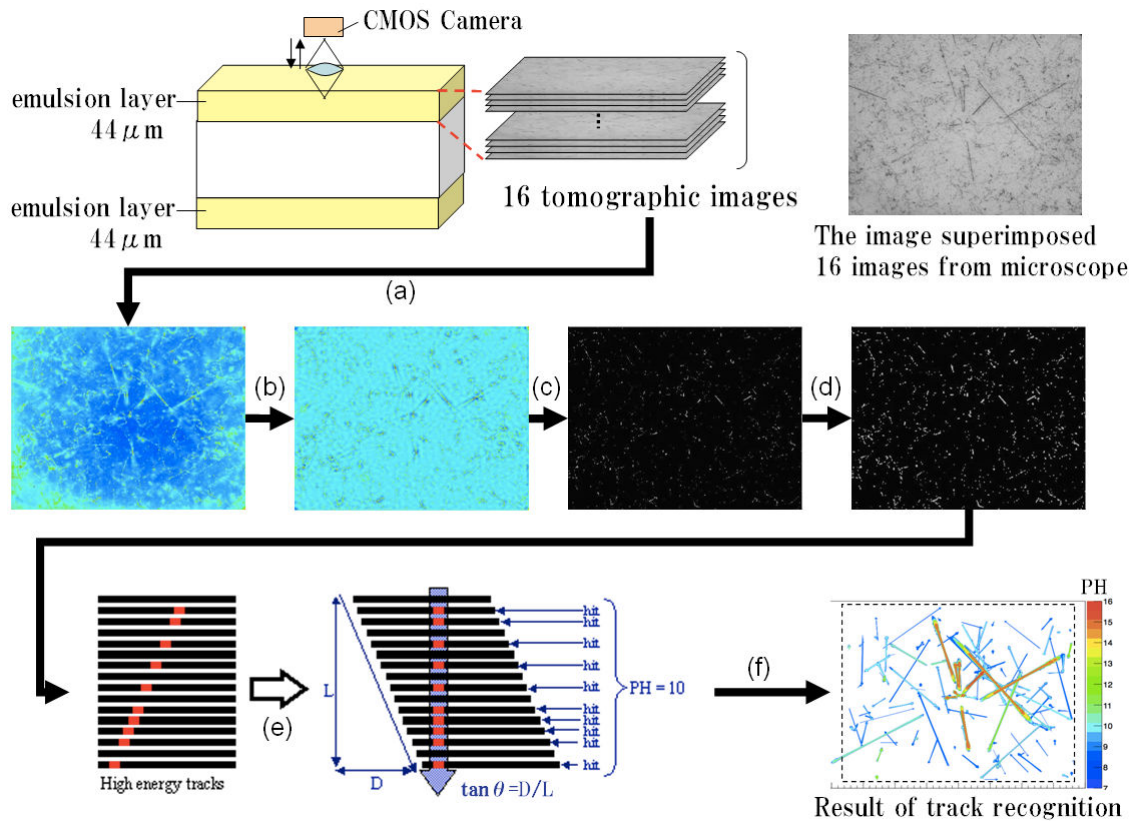 CMOS Camera
emulsion layer
44 μm
emulsion layer
44 μm
16 tomographic images
The image superimposed
16 images from microscope
(a)
(b)
(c)
(d)
High energy tracks
(e)
L
D
tan θ =D/L
hit
hit
hit
hit
hit
hit
hit
hit
hit
hit
PH = 10
(f)
PH
16
15
14
13
12
11
10
9
8
7
Result of track recognition